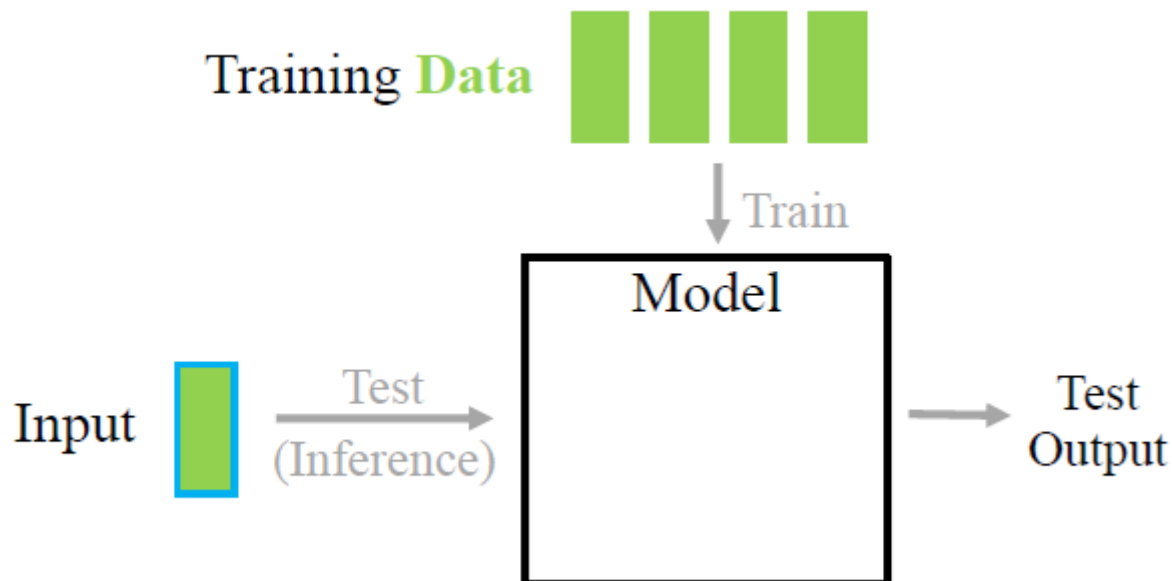 Training Data
Train
Model
Input
Test
(Inference)
Test
Output